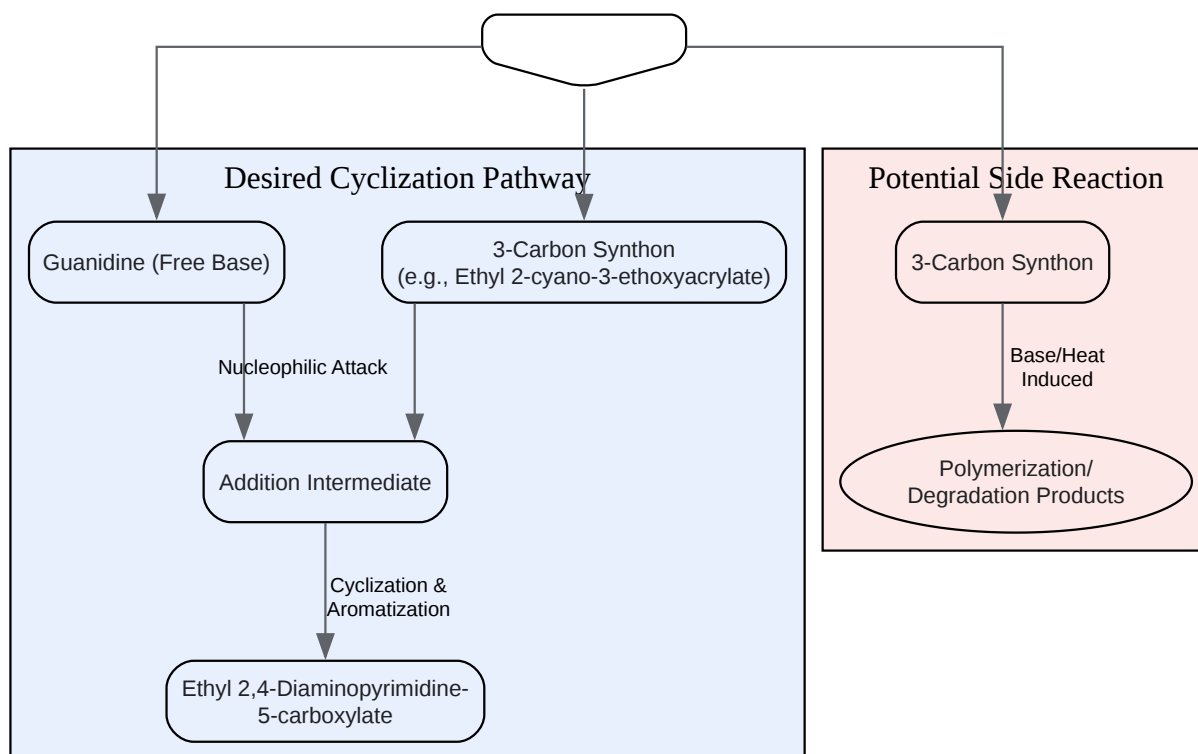 Desired Cyclization Pathway
Potential Side Reaction
Guanidine (Free Base)
3-Carbon Synthon
(e.g., Ethyl 2-cyano-3-ethoxyacrylate)
3-Carbon Synthon
Nucleophilic Attack
Base/Heat
Induced
Addition Intermediate
Polymerization/
Degradation Products
Cyclization &
Aromatization
Ethyl 2,4-Diaminopyrimidine-
5-carboxylate